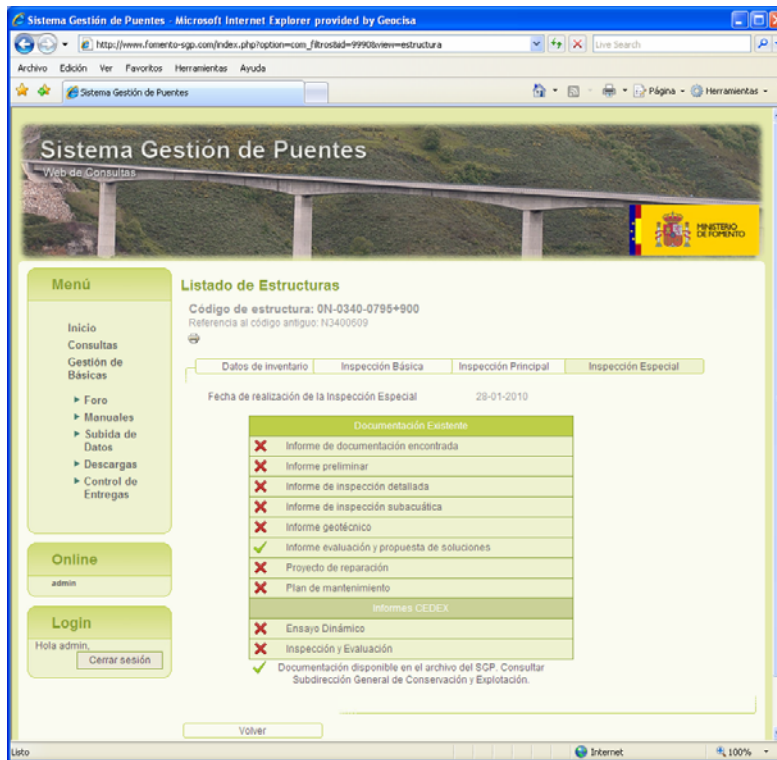 Sistema Gestión de Puentes - Microsoft Internet Explorer provided by Geocisa
http://www.fomento-sgp.com/index.php?option=com_filtros&id=9990&view=estructura
Live Search
Archivo Edición Ver Favoritos Herramientas Ayuda
Sistema Gestión de Puentes
Página
Herramientas
Sistema Gestión de Puentes
Web de Consultas
MINISTERIO
DE FOMENTO
Menú
Inicio
Consultas
Gestión de
Básicas
Foro
Manuales
Subida de
Datos
Descargas
Control de
Entregas
Online
admin
Login
Hola admin,
Cerrar sesión
Listado de Estructuras
Código de estructura: 0N-0340-0795+900
Referencia al código antiguo: N3400609
Datos de inventario Inspección Básica Inspección Principal Inspección Especial
Fecha de realización de la Inspección Especial 28-01-2010
Documentación Existente
Informe de documentación encontrada
Informe preliminar
Informe de inspección detallada
Informe de inspección subacuática
Informe geotécnico
Informe evaluación y propuesta de soluciones
Proyecto de reparación
Plan de mantenimiento
Informes CEDEX
Ensayo Dinámico
Inspección y Evaluación
Documentación disponible en el archivo del SGP. Consultar
Subdirección General de Conservación y Explotación.
Volver
Listo
Internet
100%